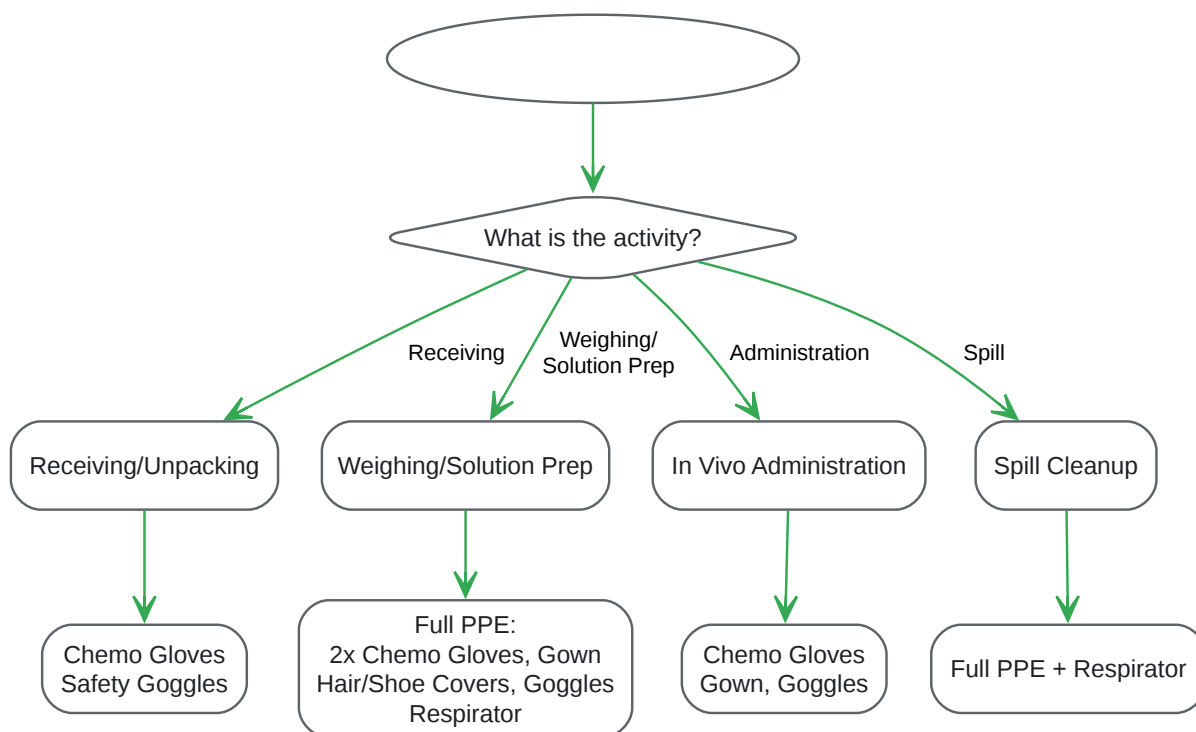 What is the activity?
Receiving
Weighing/
Solution Prep
Administration
Spill
Receiving/Unpacking
Weighing/Solution Prep
In Vivo Administration
Spill Cleanup
Chemo Gloves
Safety Goggles
Full PPE:
2x Chemo Gloves, Gown
Hair/Shoe Covers, Goggles
Respirator
Chemo Gloves
Gown, Goggles
Full PPE + Respirator